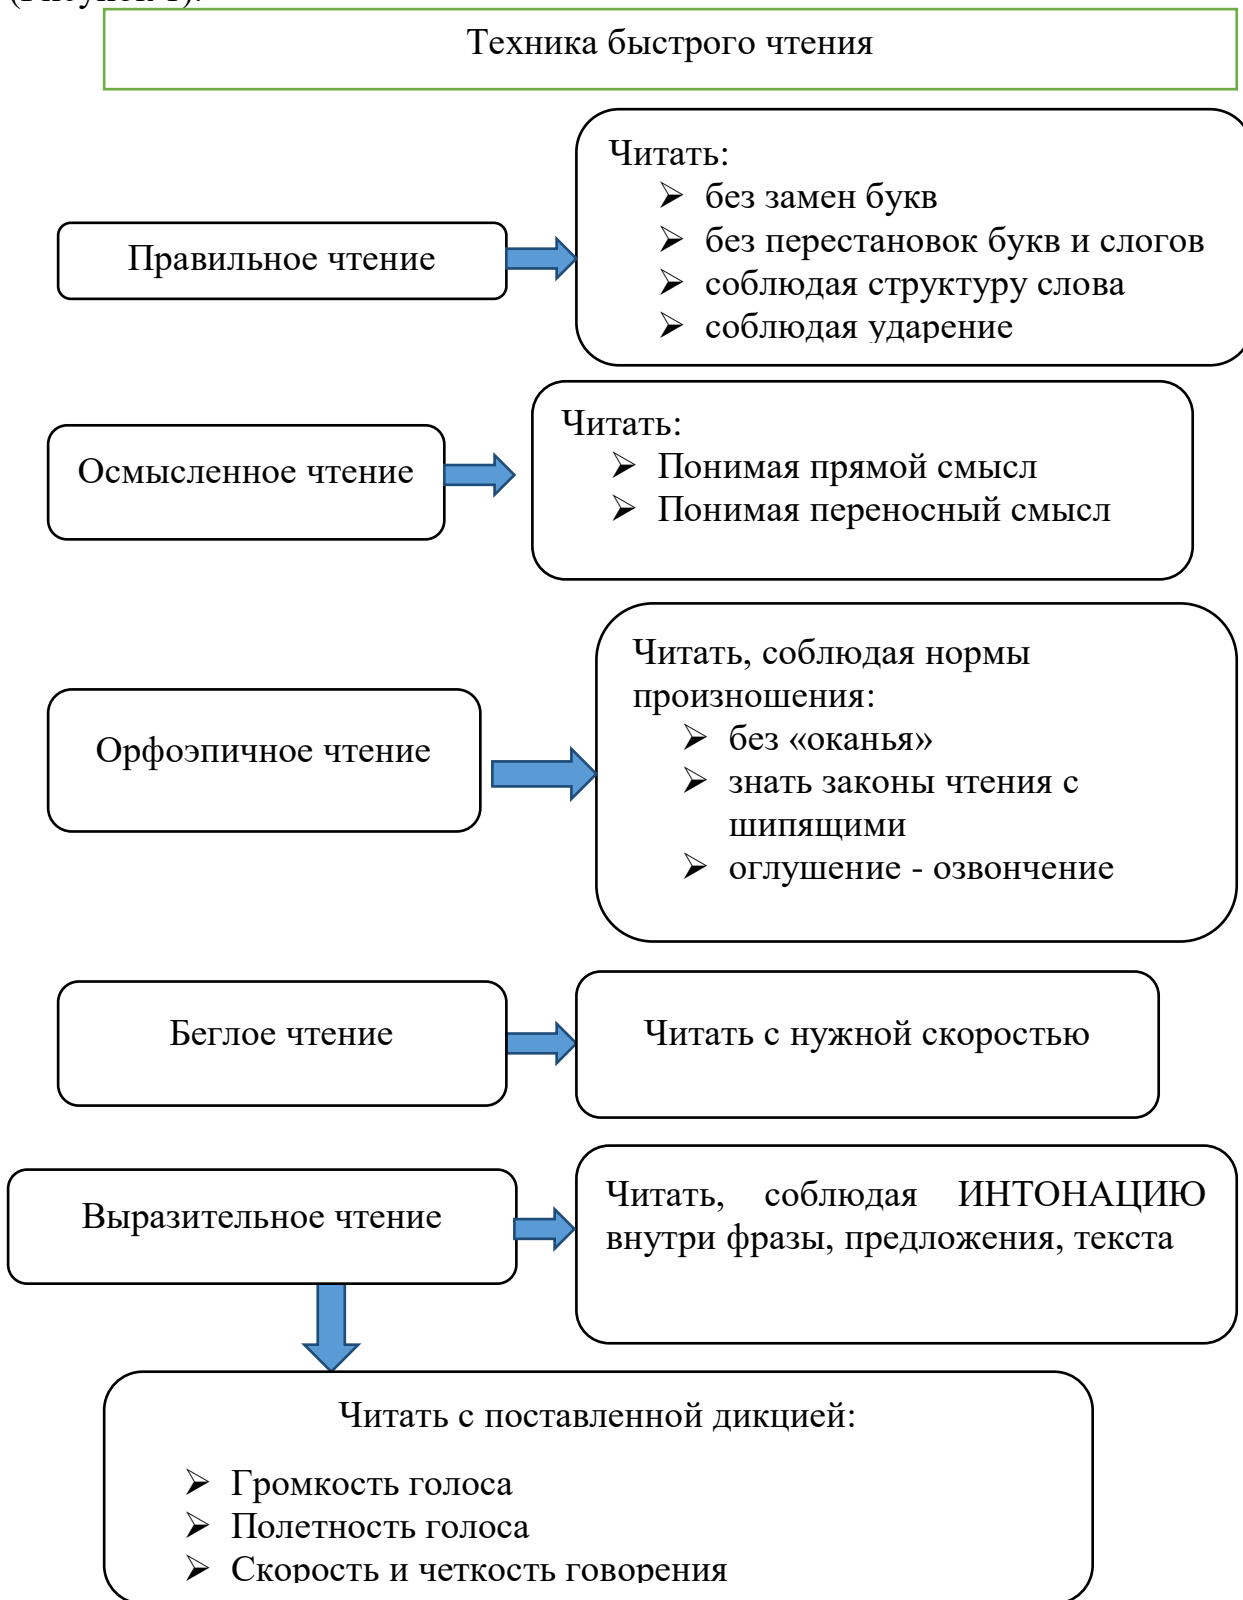 (Рисунок 1).
Техника быстрого чтения
Правильное чтение
Читать:
➢ без замен букв
➢ без перестановок букв и слогов
➢ соблюдая структуру слова
➢ соблюдая ударение
Осмысленное чтение
Читать:
➢ Понимая прямой смысл
➢ Понимая переносный смысл
Орфоэпичное чтение
Читать, соблюдая нормы
произношения:
➢ без «оканья»
➢ знать законы чтения с
шипящими
➢ оглушение - озвончение
Беглое чтение
Читать с нужной скоростью
Выразительное чтение
Читать, соблюдая ИНТОНАЦИЮ
внутри фразы, предложения, текста
Читать с поставленной дикцией:
➢ Громкость голоса
➢ Полетность голоса
➢ Скорость и четкость говорения